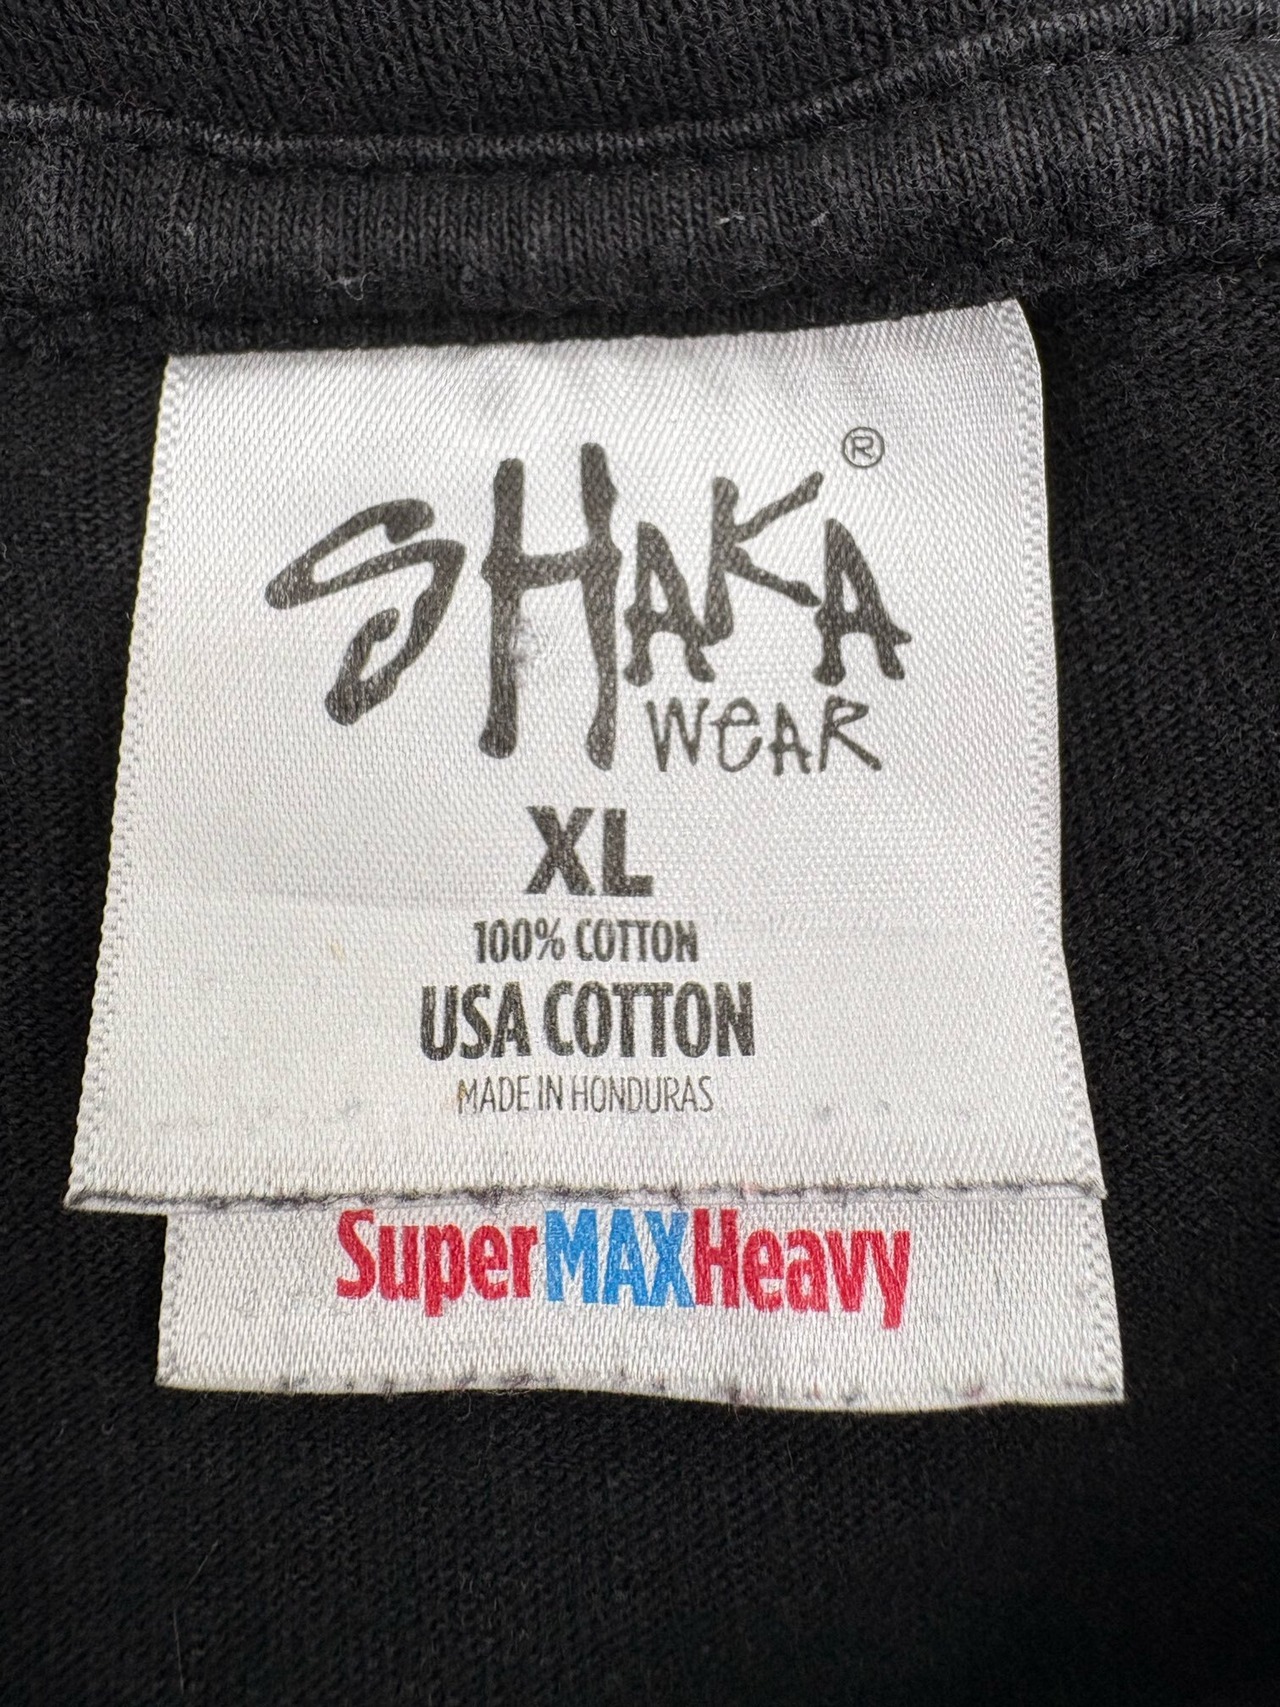 SHAKA ®
WEAR
XL
100% COTTON
USA COTTON
MADE IN HONDURAS
SuperMAXHeavy